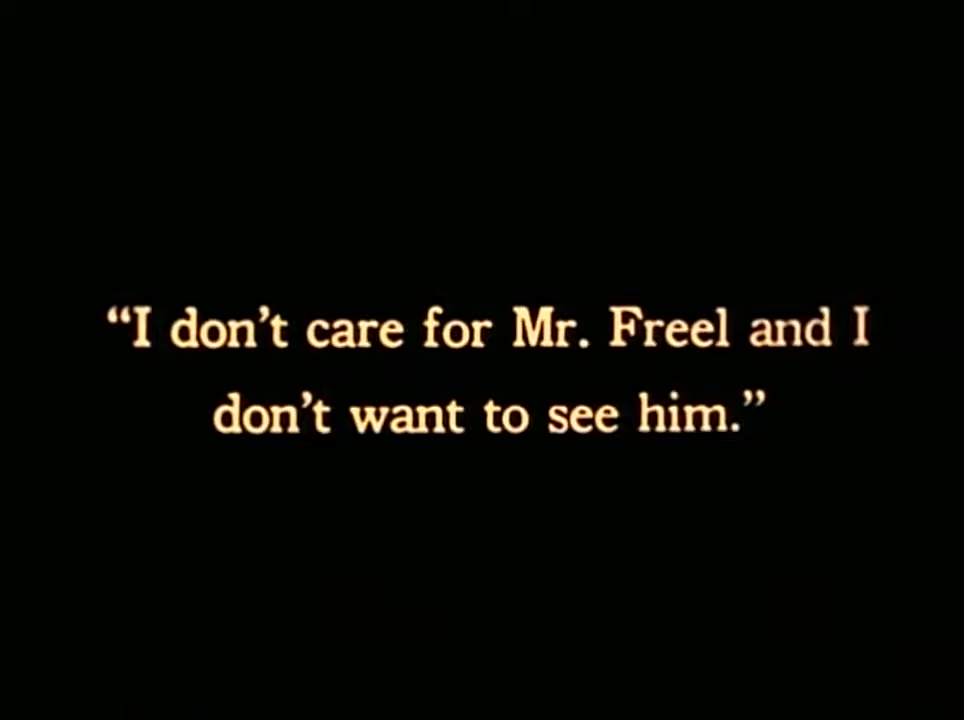 “I don’t care for Mr. Freel and I
don’t want to see him.”